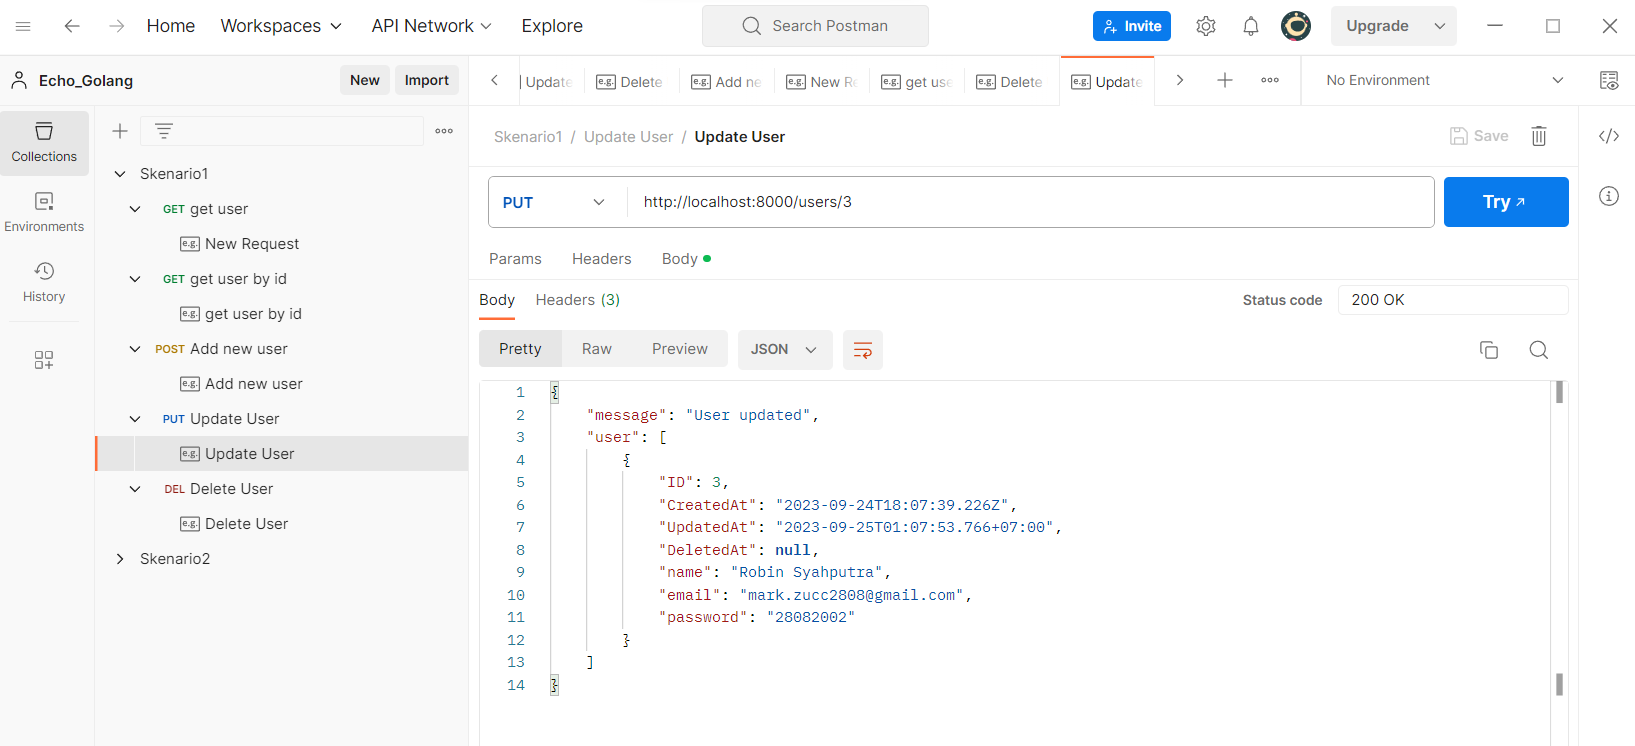 Home Workspaces API Network Explore Search Postman Invite Upgrade
Echo_Golang New Import
Update Delete Add ne New Re get use Delete Update No Environment
Collections
Environments
History
Skenario1
GET get user
e.g. New Request
GET get user by id
e.g. get user by id
POST Add new user
e.g. Add new user
PUT Update User
e.g. Update User
DEL Delete User
e.g. Delete User
Skenario2
Skenario1 / Update User / Update User Save
PUT http://localhost:8000/users/3 Try
Params Headers Body
Body Headers (3) Status code 200 OK
Pretty Raw Preview JSON
1 {
2 "message": "User updated",
3 "user": [
4 {
5 "ID": 3,
6 "CreatedAt": "2023-09-24T18:07:39.226Z",
7 "UpdatedAt": "2023-09-25T01:07:53.766+07:00",
8 "DeletedAt": null,
9 "name": "Robin Syahputra",
10 "email": "mark.zucc2808@gmail.com",
11 "password": "28082002"
12 }
13 ]
14 }